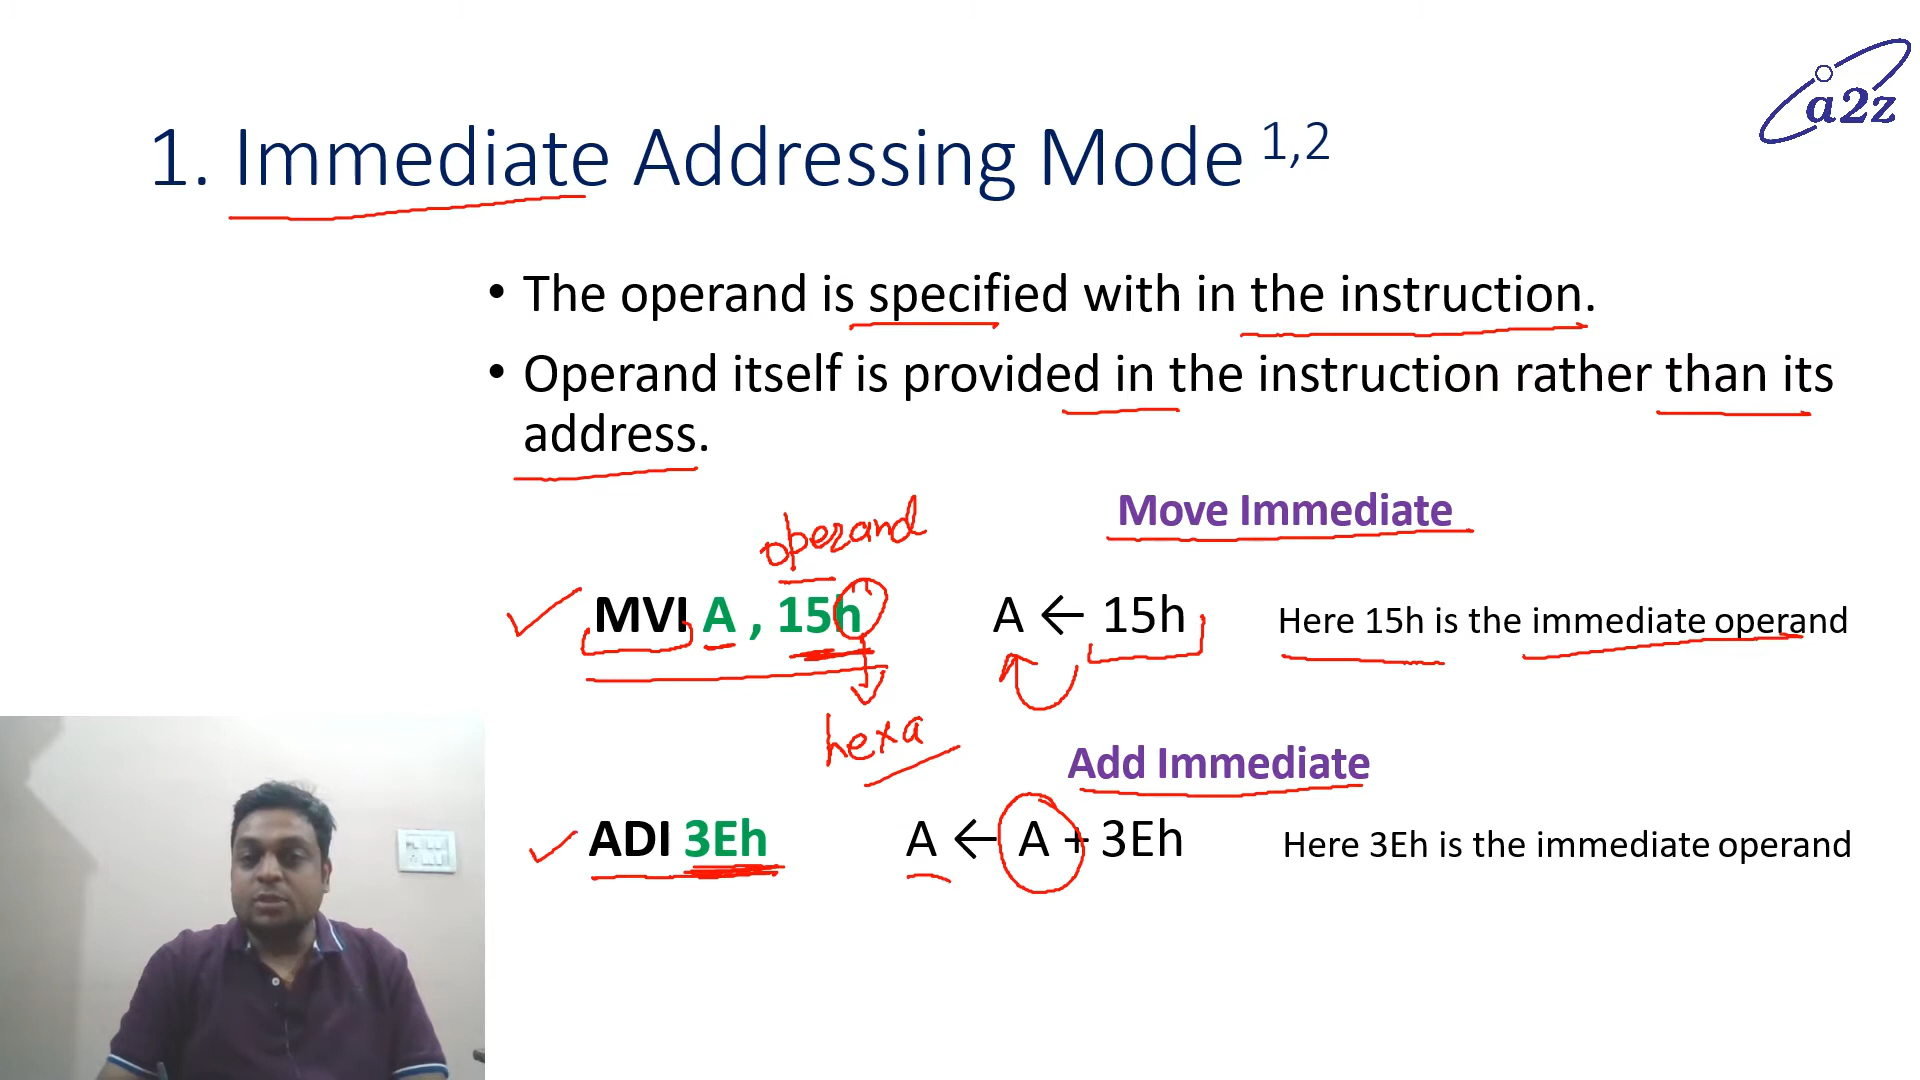 a2z
1. Immediate Addressing Mode 1,2
• The operand is specified with in the instruction.
• Operand itself is provided in the instruction rather than its
address.
Move Immediate
operand
MVI A , 15h A ← 15h Here 15h is the immediate operand
hexa
Add Immediate
ADI 3Eh A ← A + 3Eh Here 3Eh is the immediate operand